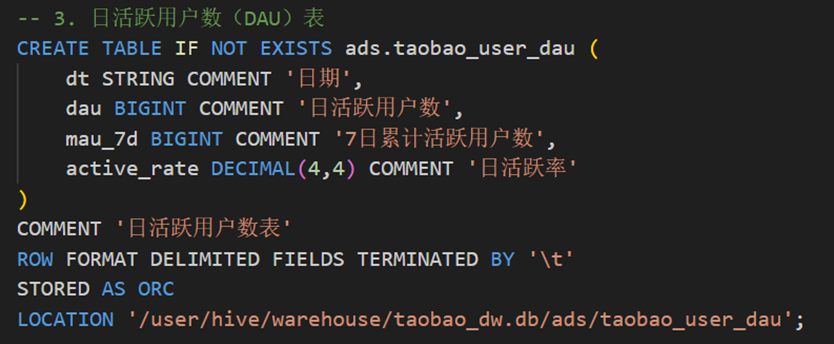 -- 3. 日活跃用户数（DAU）表
CREATE TABLE IF NOT EXISTS ads.taobao_user_dau (
    dt STRING COMMENT '日期',
    dau BIGINT COMMENT '日活跃用户数',
    mau_7d BIGINT COMMENT '7日累计活跃用户数',
    active_rate DECIMAL(4,4) COMMENT '日活跃率'
)
COMMENT '日活跃用户数表'
ROW FORMAT DELIMITED FIELDS TERMINATED BY '\t'
STORED AS ORC
LOCATION '/user/hive/warehouse/taobao_dw.db/ads/taobao_user_dau';